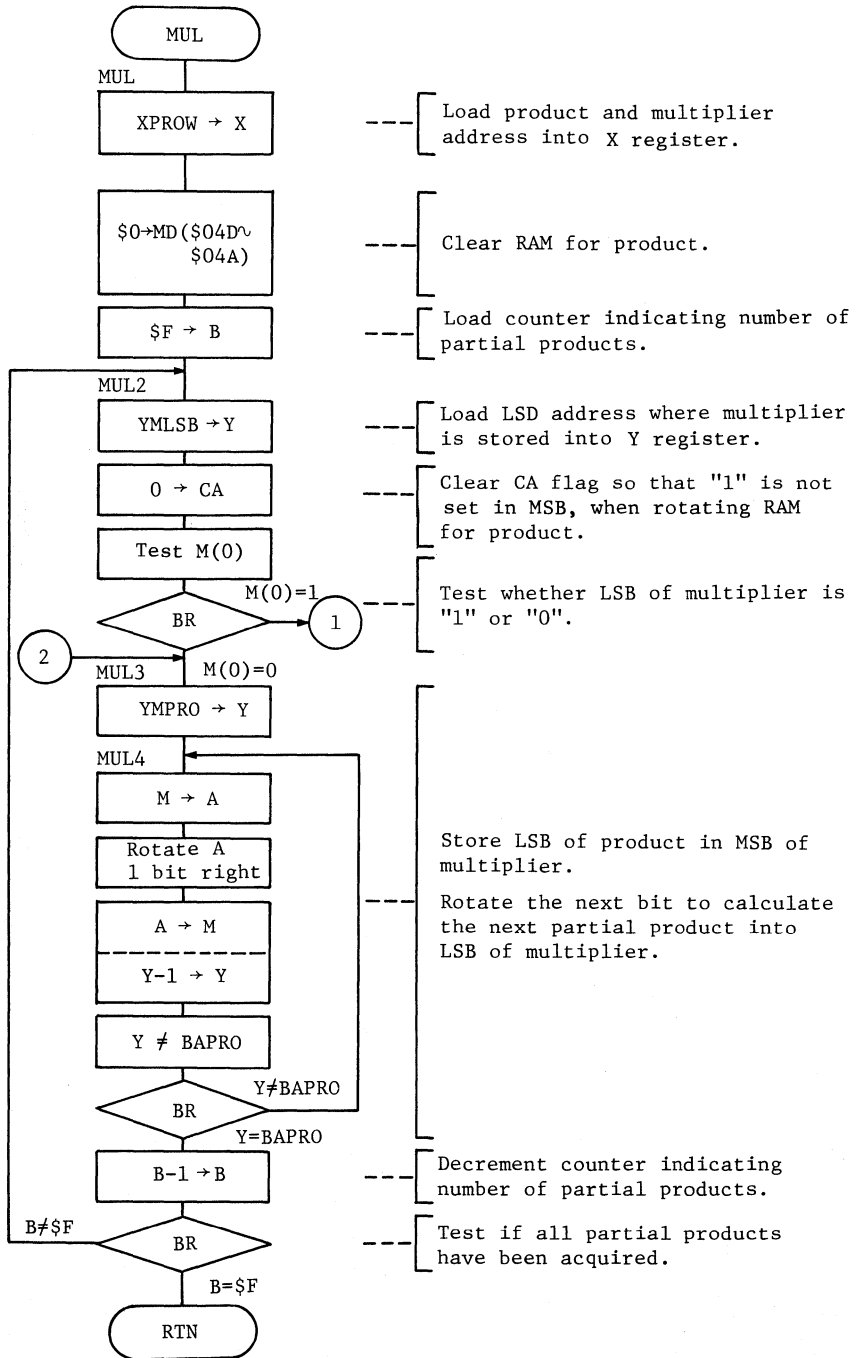 MUL
MUL
XPROW → X
Load product and multiplier
address into X register.
$0→MD($04D∿
$04A)
Clear RAM for product.
$F → B
Load counter indicating number of
partial products.
MUL2
YMLSB → Y
Load LSD address where multiplier
is stored into Y register.
0 → CA
Clear CA flag so that "1" is not
set in MSB, when rotating RAM
for product.
Test M(0)
M(0)=1
BR
1
Test whether LSB of multiplier is
"1" or "0".
2
MUL3
M(0)=0
YMPRO → Y
MUL4
M → A
Rotate A
1 bit right
A → M
Y-1 → Y
Y ≠ BAPRO
Store LSB of product in MSB of
multiplier.
Rotate the next bit to calculate
the next partial product into
LSB of multiplier.
Y≠BAPRO
BR
Y=BAPRO
B-1 → B
Decrement counter indicating
number of partial products.
B≠$F
BR
Test if all partial products
have been acquired.
B=$F
RTN